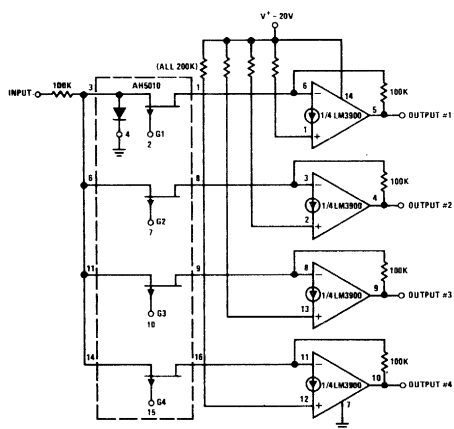 V⁺ - 20V
(ALL 200K)
INPUT
100K
3
AH5010
1
6
14
100K
4
G1
2
1/4 LM3900
5
OUTPUT #1
1
6
8
3
100K
G2
7
1/4 LM3900
4
OUTPUT #2
2
11
9
8
100K
G3
10
1/4 LM3900
9
OUTPUT #3
13
14
16
11
100K
G4
15
1/4 LM3900
10
OUTPUT #4
12
7